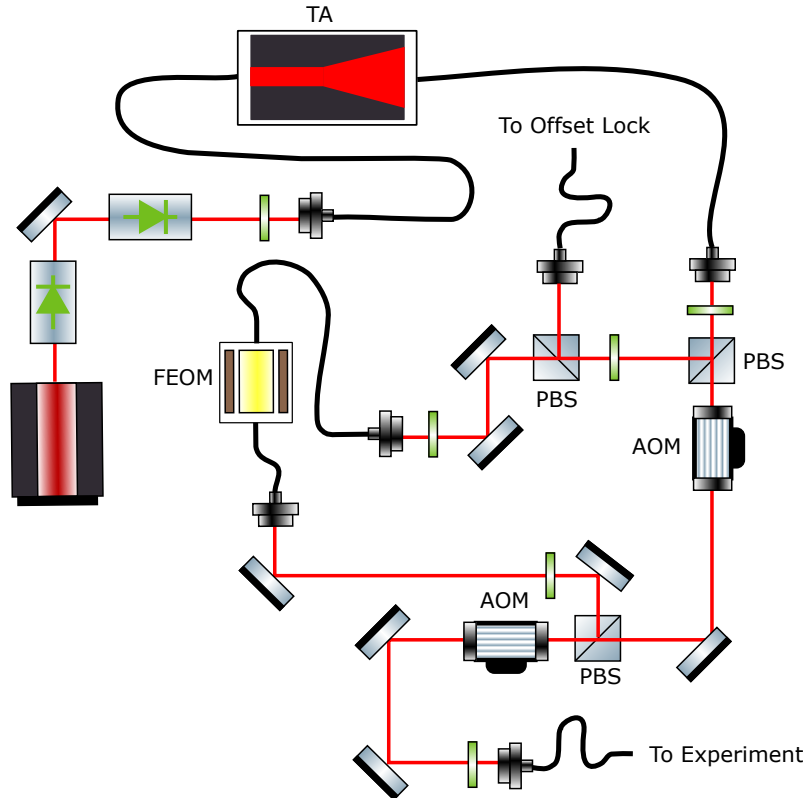 TA
To Offset Lock
FEOM
PBS
PBS
AOM
AOM
PBS
To Experiment